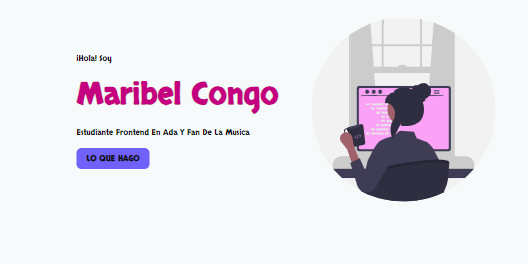 ¡Hola! Soy
Maribel Congo
Estudiante Frontend En Ada Y Fan De La Musica
LO QUE HAGO